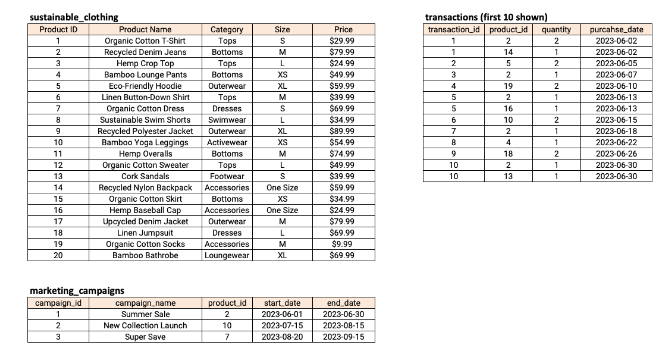 sustainable_clothing
Product ID Product Name Category Size Price
1 Organic Cotton T-Shirt Tops S $29.99
2 Recycled Denim Jeans Bottoms M $79.99
3 Hemp Crop Top Tops L $24.99
4 Bamboo Lounge Pants Bottoms XS $49.99
5 Eco-Friendly Hoodie Outerwear XL $59.99
6 Linen Button-Down Shirt Tops M $39.99
7 Organic Cotton Dress Dresses S $69.99
8 Sustainable Swim Shorts Swimwear L $34.99
9 Recycled Polyester Jacket Outerwear XL $89.99
10 Bamboo Yoga Leggings Activewear XS $54.99
11 Hemp Overalls Bottoms M $74.99
12 Organic Cotton Sweater Tops L $49.99
13 Cork Sandals Footwear S $39.99
14 Recycled Nylon Backpack Accessories One Size $59.99
15 Organic Cotton Skirt Bottoms XS $34.99
16 Hemp Baseball Cap Accessories One Size $24.99
17 Upcycled Denim Jacket Outerwear M $79.99
18 Linen Jumpsuit Dresses L $69.99
19 Organic Cotton Socks Accessories M $9.99
20 Bamboo Bathrobe Loungewear XL $69.99
transactions (first 10 shown)
transaction_id product_id quantity purcahse_date
1 2 2 2023-06-02
1 14 1 2023-06-02
2 5 2 2023-06-05
3 2 1 2023-06-07
4 19 2 2023-06-10
5 2 1 2023-06-13
5 16 1 2023-06-13
6 10 2 2023-06-15
7 2 1 2023-06-18
8 4 1 2023-06-22
9 18 2 2023-06-26
10 2 1 2023-06-30
10 13 1 2023-06-30
marketing_campaigns
campaign_id campaign_name product_id start_date end_date
1 Summer Sale 2 2023-06-01 2023-06-30
2 New Collection Launch 10 2023-07-15 2023-08-15
3 Super Save 7 2023-08-20 2023-09-15